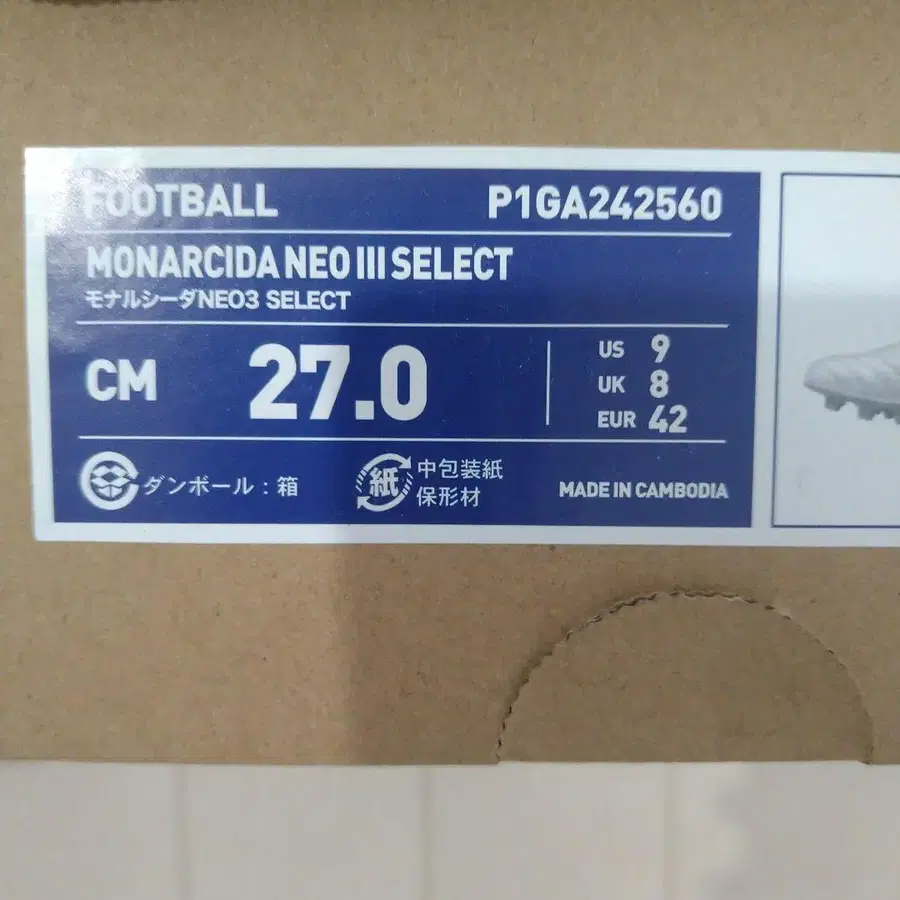 FOOTBALL P1GA242560
MONARCIDA NEO III SELECT
モナルシーダNEO3 SELECT
CM 27.0
US 9
UK 8
EUR 42
ダンボール：箱
紙 中包装紙
保形材
MADE IN CAMBODIA